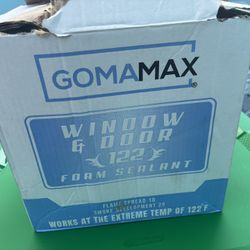 GOMAMAX®
WINDOW
& DOOR
122
FOAM SEALANT
FLAME SPREAD 10
SMOKE DEVELOPMENT 20
WORKS AT THE EXTREME TEMP OF 122°F